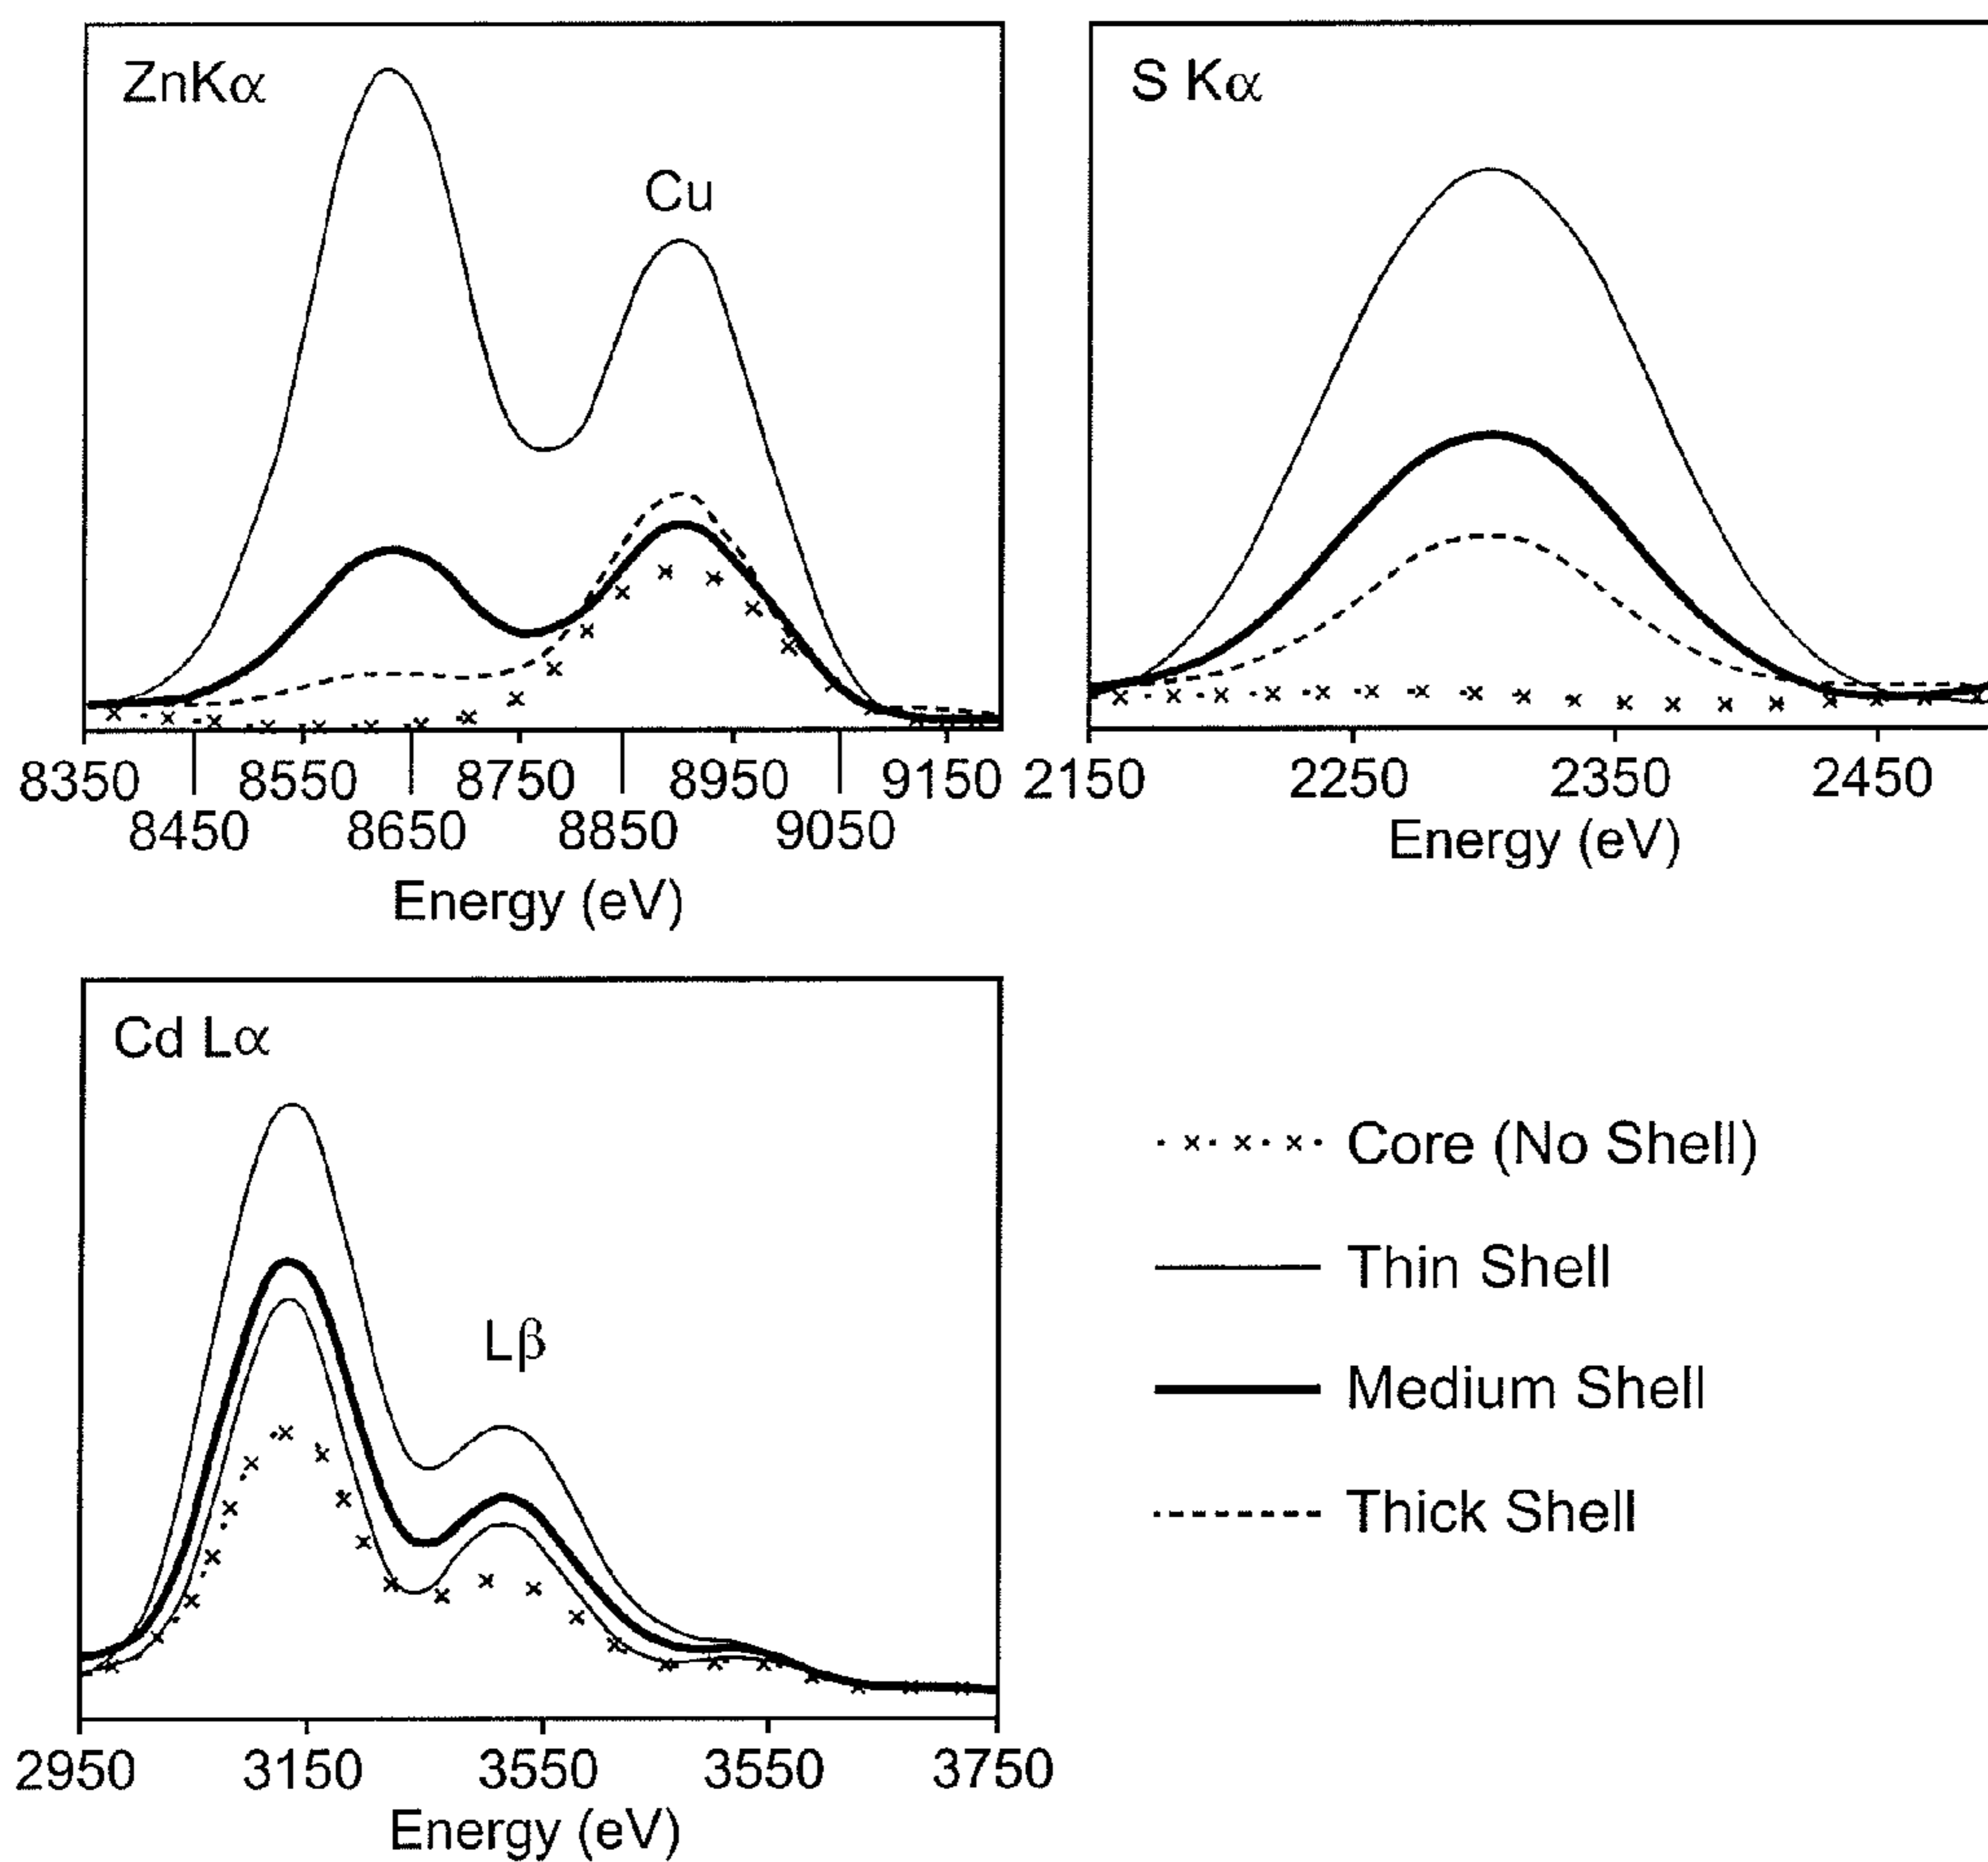 ZnKα
Cu
8350 8550 8750 8950 9150
8450 8650 8850 9050
Energy (eV)
S Kα
2150 2250 2350 2450
Energy (eV)
Cd Lα
Lβ
2950 3150 3550 3550 3750
Energy (eV)
Core (No Shell)
Thin Shell
Medium Shell
Thick Shell